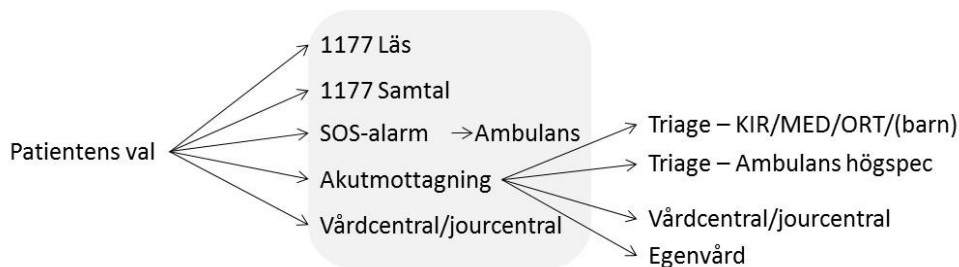 Patientens val
1177 Läs
1177 Samtal
SOS-alarm → Ambulans
Akutmottagning
Vårdcentral/jourcentral
Triage – KIR/MED/ORT/(barn)
Triage – Ambulans högspec
Vårdcentral/jourcentral
Egenvård